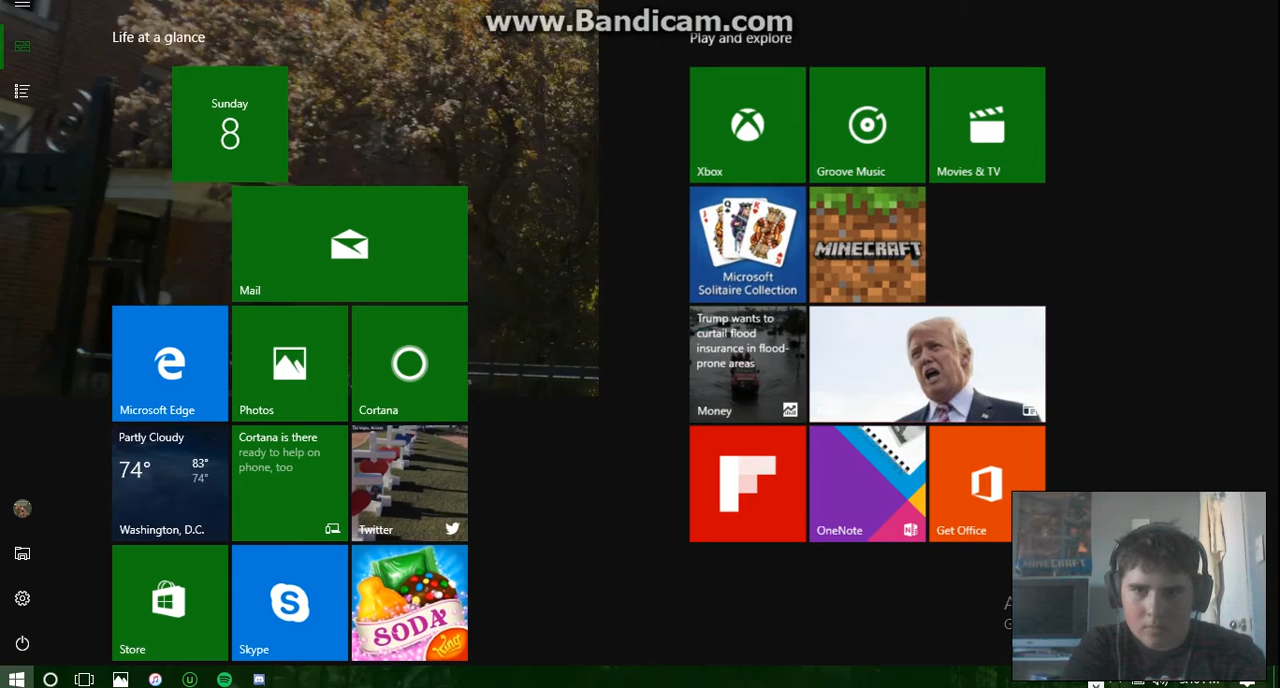 www.Bandicam.com
Life at a glance
Play and explore
Sunday
8
Xbox
Groove Music
Movies & TV
Mail
Microsoft
Solitaire Collection
MINECRAFT
Microsoft Edge
Photos
Cortana
Trump wants to
curtail flood
insurance in flood-
prone areas
Money
Partly Cloudy
74°
83°
74°
Washington, D.C.
Cortana is there
ready to help on
phone, too
Twitter
OneNote
Get Office
Store
Skype
SODA
King